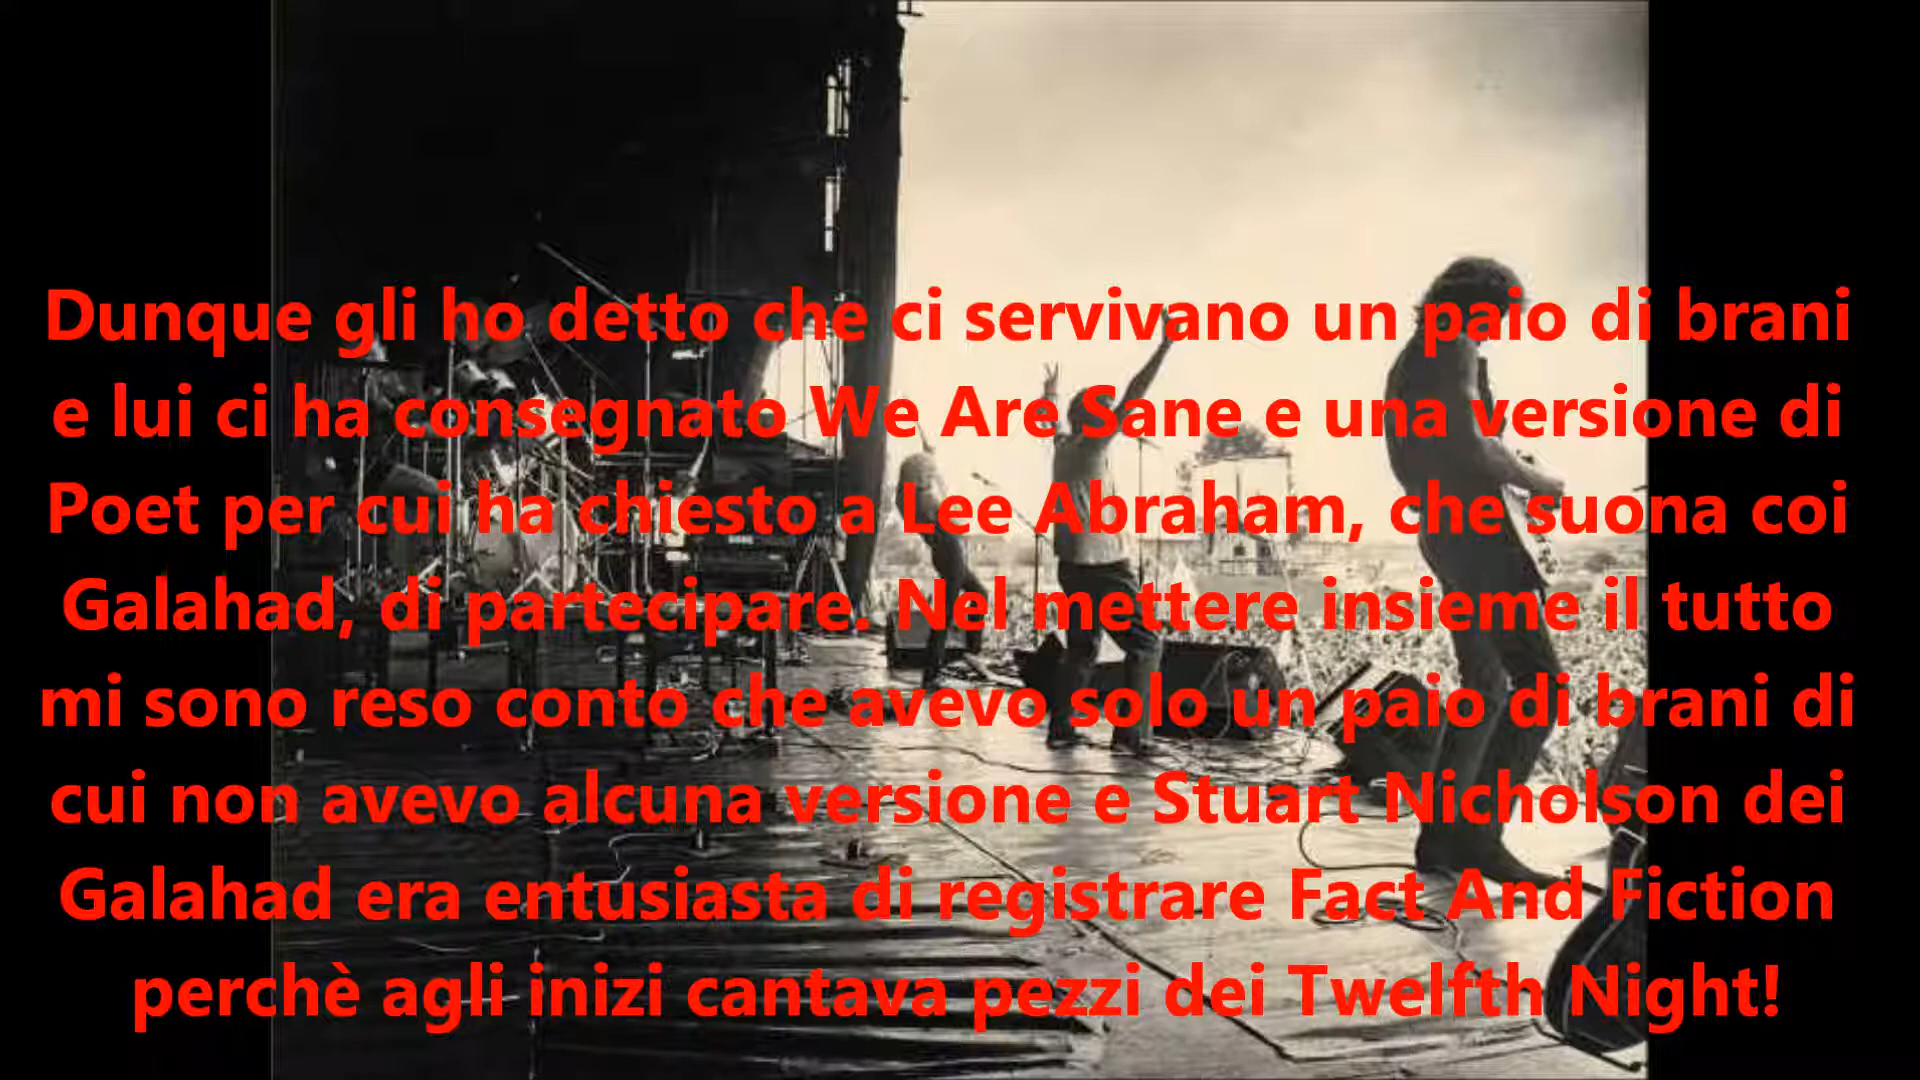 Dunque gli ho detto che ci servivano un paio di brani
e lui ci ha consegnato We Are Sane e una versione di
Poet per cui ha chiesto a Lee Abraham, che suona coi
Galahad, di partecipare. Nel mettere insieme il tutto
mi sono reso conto che avevo solo un paio di brani di
cui non avevo alcuna versione e Stuart Nicholson dei
Galahad era entusiasta di registrare Fact And Fiction
perchè agli inizi cantava pezzi dei Twelfth Night!